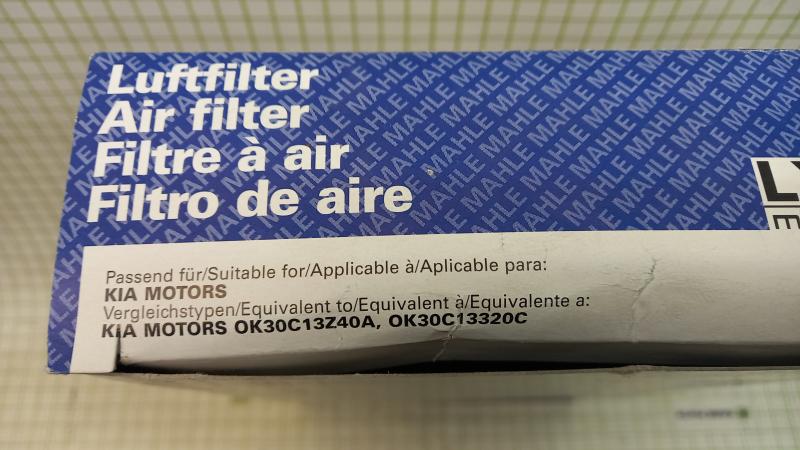 Luftfilter
Air filter
Filtre à air
Filtro de aire
Passend für/Suitable for/Applicable à/Aplicable para:
KIA MOTORS
Vergleichstypen/Equivalent to/Equivalent à/Equivalente a:
KIA MOTORS OK30C13Z40A, OK30C13320C
MAHLE